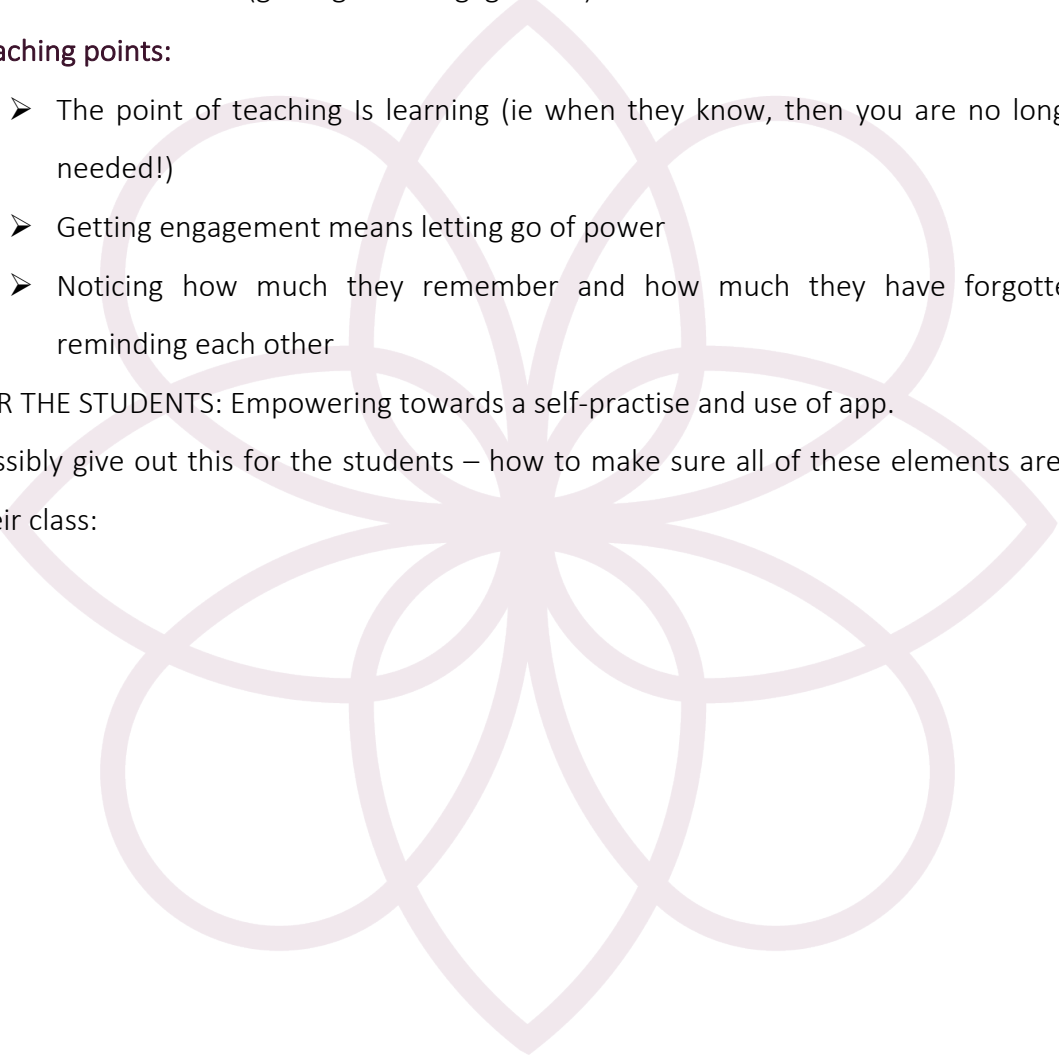 aching points:
➢ The point of teaching Is learning (ie when they know, then you are no long
needed!)
➢ Getting engagement means letting go of power
➢ Noticing how much they remember and how much they have forgotte
reminding each other
R THE STUDENTS: Empowering towards a self-practise and use of app.
ssibly give out this for the students – how to make sure all of these elements are
eir class: